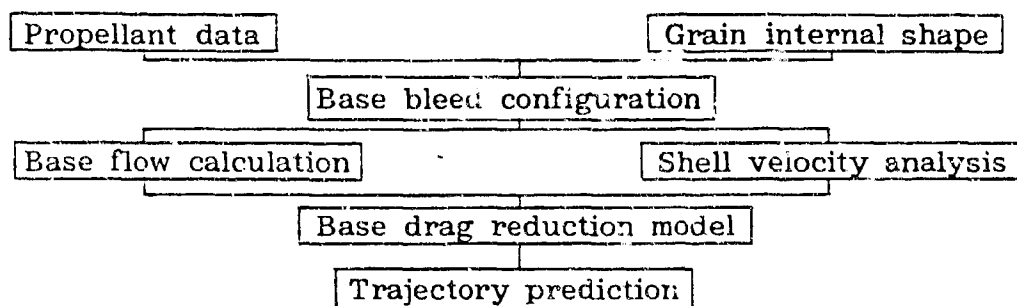 Propellant data
Grain internal shape
Base bleed configuration
Base flow calculation
Shell velocity analysis
Base drag reduction model
Trajectory prediction